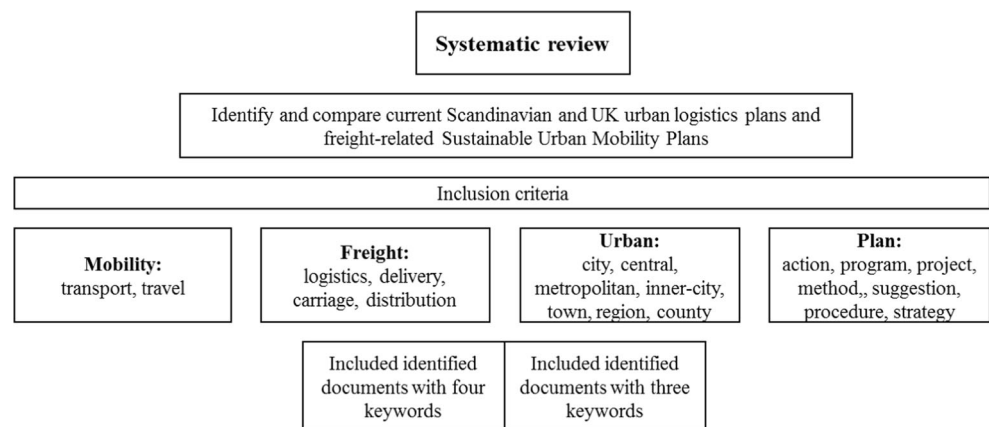 Systematic review
Identify and compare current Scandinavian and UK urban logistics plans and
freight-related Sustainable Urban Mobility Plans
Inclusion criteria
Mobility:
transport, travel
Freight:
logistics, delivery,
carriage, distribution
Urban:
city, central,
metropolitan, inner-city,
town, region, county
Plan:
action, program, project,
method,, suggestion,
procedure, strategy
Included identified
documents with four
keywords
Included identified
documents with three
keywords